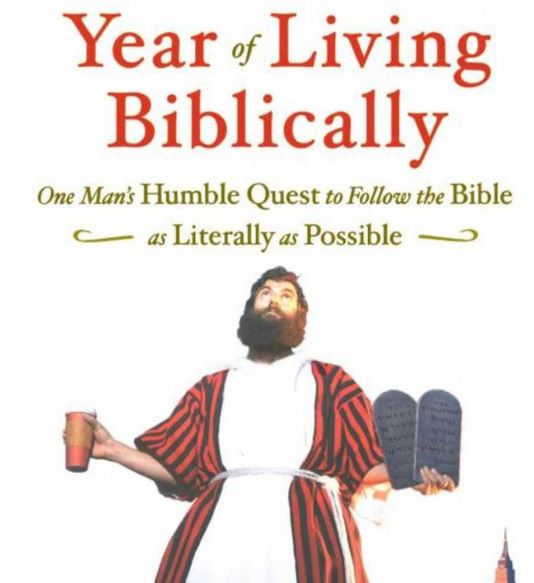 Year of Living
Biblically
One Man's Humble Quest to Follow the Bible
as Literally as Possible